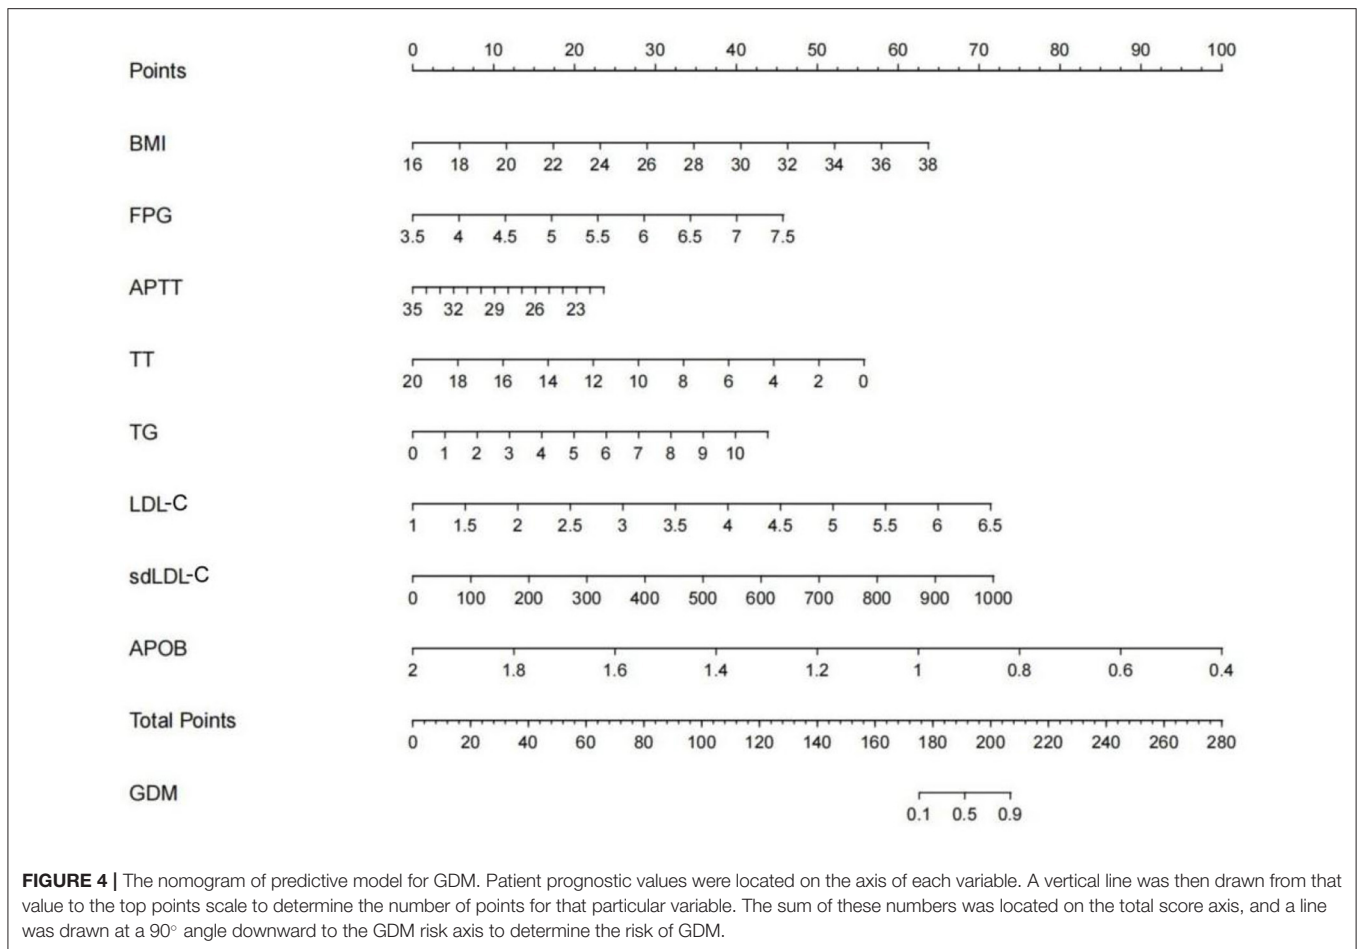 0 10 20 30 40 50 60 70 80 90 100
Points
BMI
16 18 20 22 24 26 28 30 32 34 36 38
FPG
3.5 4 4.5 5 5.5 6 6.5 7 7.5
APTT
35 32 29 26 23
TT
20 18 16 14 12 10 8 6 4 2 0
TG
0 1 2 3 4 5 6 7 8 9 10
LDL-C
1 1.5 2 2.5 3 3.5 4 4.5 5 5.5 6 6.5
sdLDL-C
0 100 200 300 400 500 600 700 800 900 1000
APOB
2 1.8 1.6 1.4 1.2 1 0.8 0.6 0.4
Total Points
0 20 40 60 80 100 120 140 160 180 200 220 240 260 280
GDM
0.1 0.5 0.9
FIGURE 4 | The nomogram of predictive model for GDM. Patient prognostic values were located on the axis of each variable. A vertical line was then drawn from that
value to the top points scale to determine the number of points for that particular variable. The sum of these numbers was located on the total score axis, and a line
was drawn at a 90° angle downward to the GDM risk axis to determine the risk of GDM.